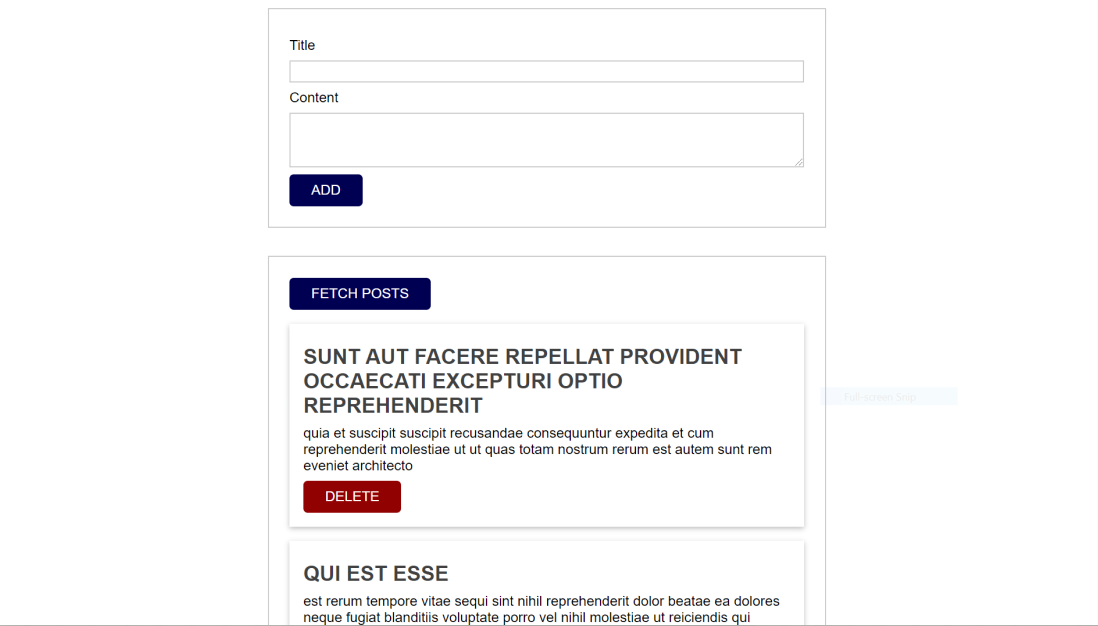 Title
Content
ADD
FETCH POSTS
SUNT AUT FACERE REPELLAT PROVIDENT
OCCAECATI EXCEPTURI OPTIO
REPREHENDERIT
quia et suscipit suscipit recusandae consequuntur expedita et cum
reprehenderit molestiae ut ut quas totam nostrum rerum est autem sunt rem
eveniet architecto
Full-screen Snip
DELETE
QUI EST ESSE
est rerum tempore vitae sequi sint nihil reprehenderit dolor beatae ea dolores
neque fugiat blanditiis voluptate porro vel nihil molestiae ut reiciendis qui